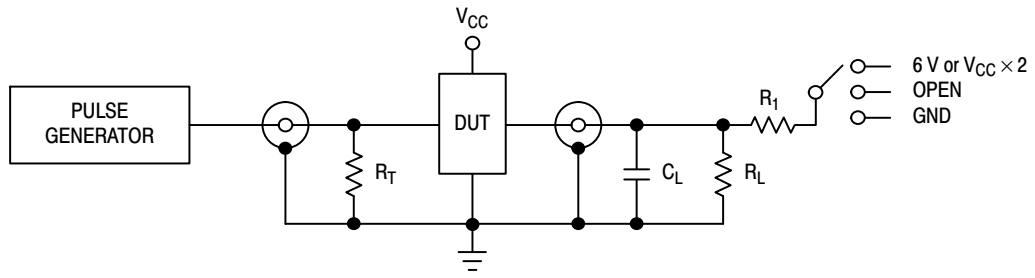 V_CC
6 V or V_CC × 2
OPEN
GND
R_1
PULSE
GENERATOR
DUT
R_T
C_L
R_L